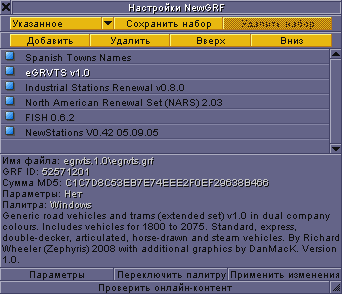 Настройки NewGRF
Указанное Сохранить набор Удалить набор
Добавить Удалить Вверх Вниз
Spanish Towns Names
eGRVTS v1.0
Industrial Stations Renewal v0.8.0
North American Renewal Set (NARS) 2.03
FISH 0.6.2
NewStations V0.42 05.09.05
Имя файла: egrvts.1.0\egrvts.grf
GRF ID: 52571201
Сумма MD5: C1C7D8C53EB7E74EEE2F0EF29638B466
Параметры: Нет
Палитра: Windows
Generic road vehicles and trams (extended set) v1.0 in dual company
colours. Includes vehicles for 1800 to 2075. Standard, express,
double-decker, articulated, horse-drawn and steam vehicles. By Richard
Wheeler (Zephyris) 2008 with additional graphics by DanMacK. Version
1.0.
Параметры Переключить палитру Применить изменения
Проверить онлайн-контент